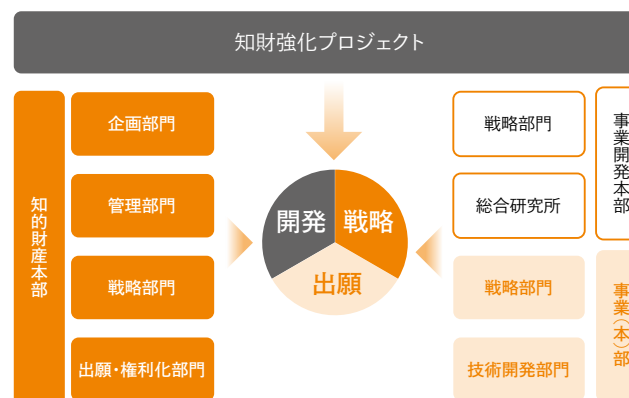 知財強化プロジェクト
知的財産本部
企画部門
管理部門
戦略部門
出願・権利化部門
開発
戦略
出願
戦略部門
総合研究所
戦略部門
技術開発部門
事業開発本部
事業(本)部